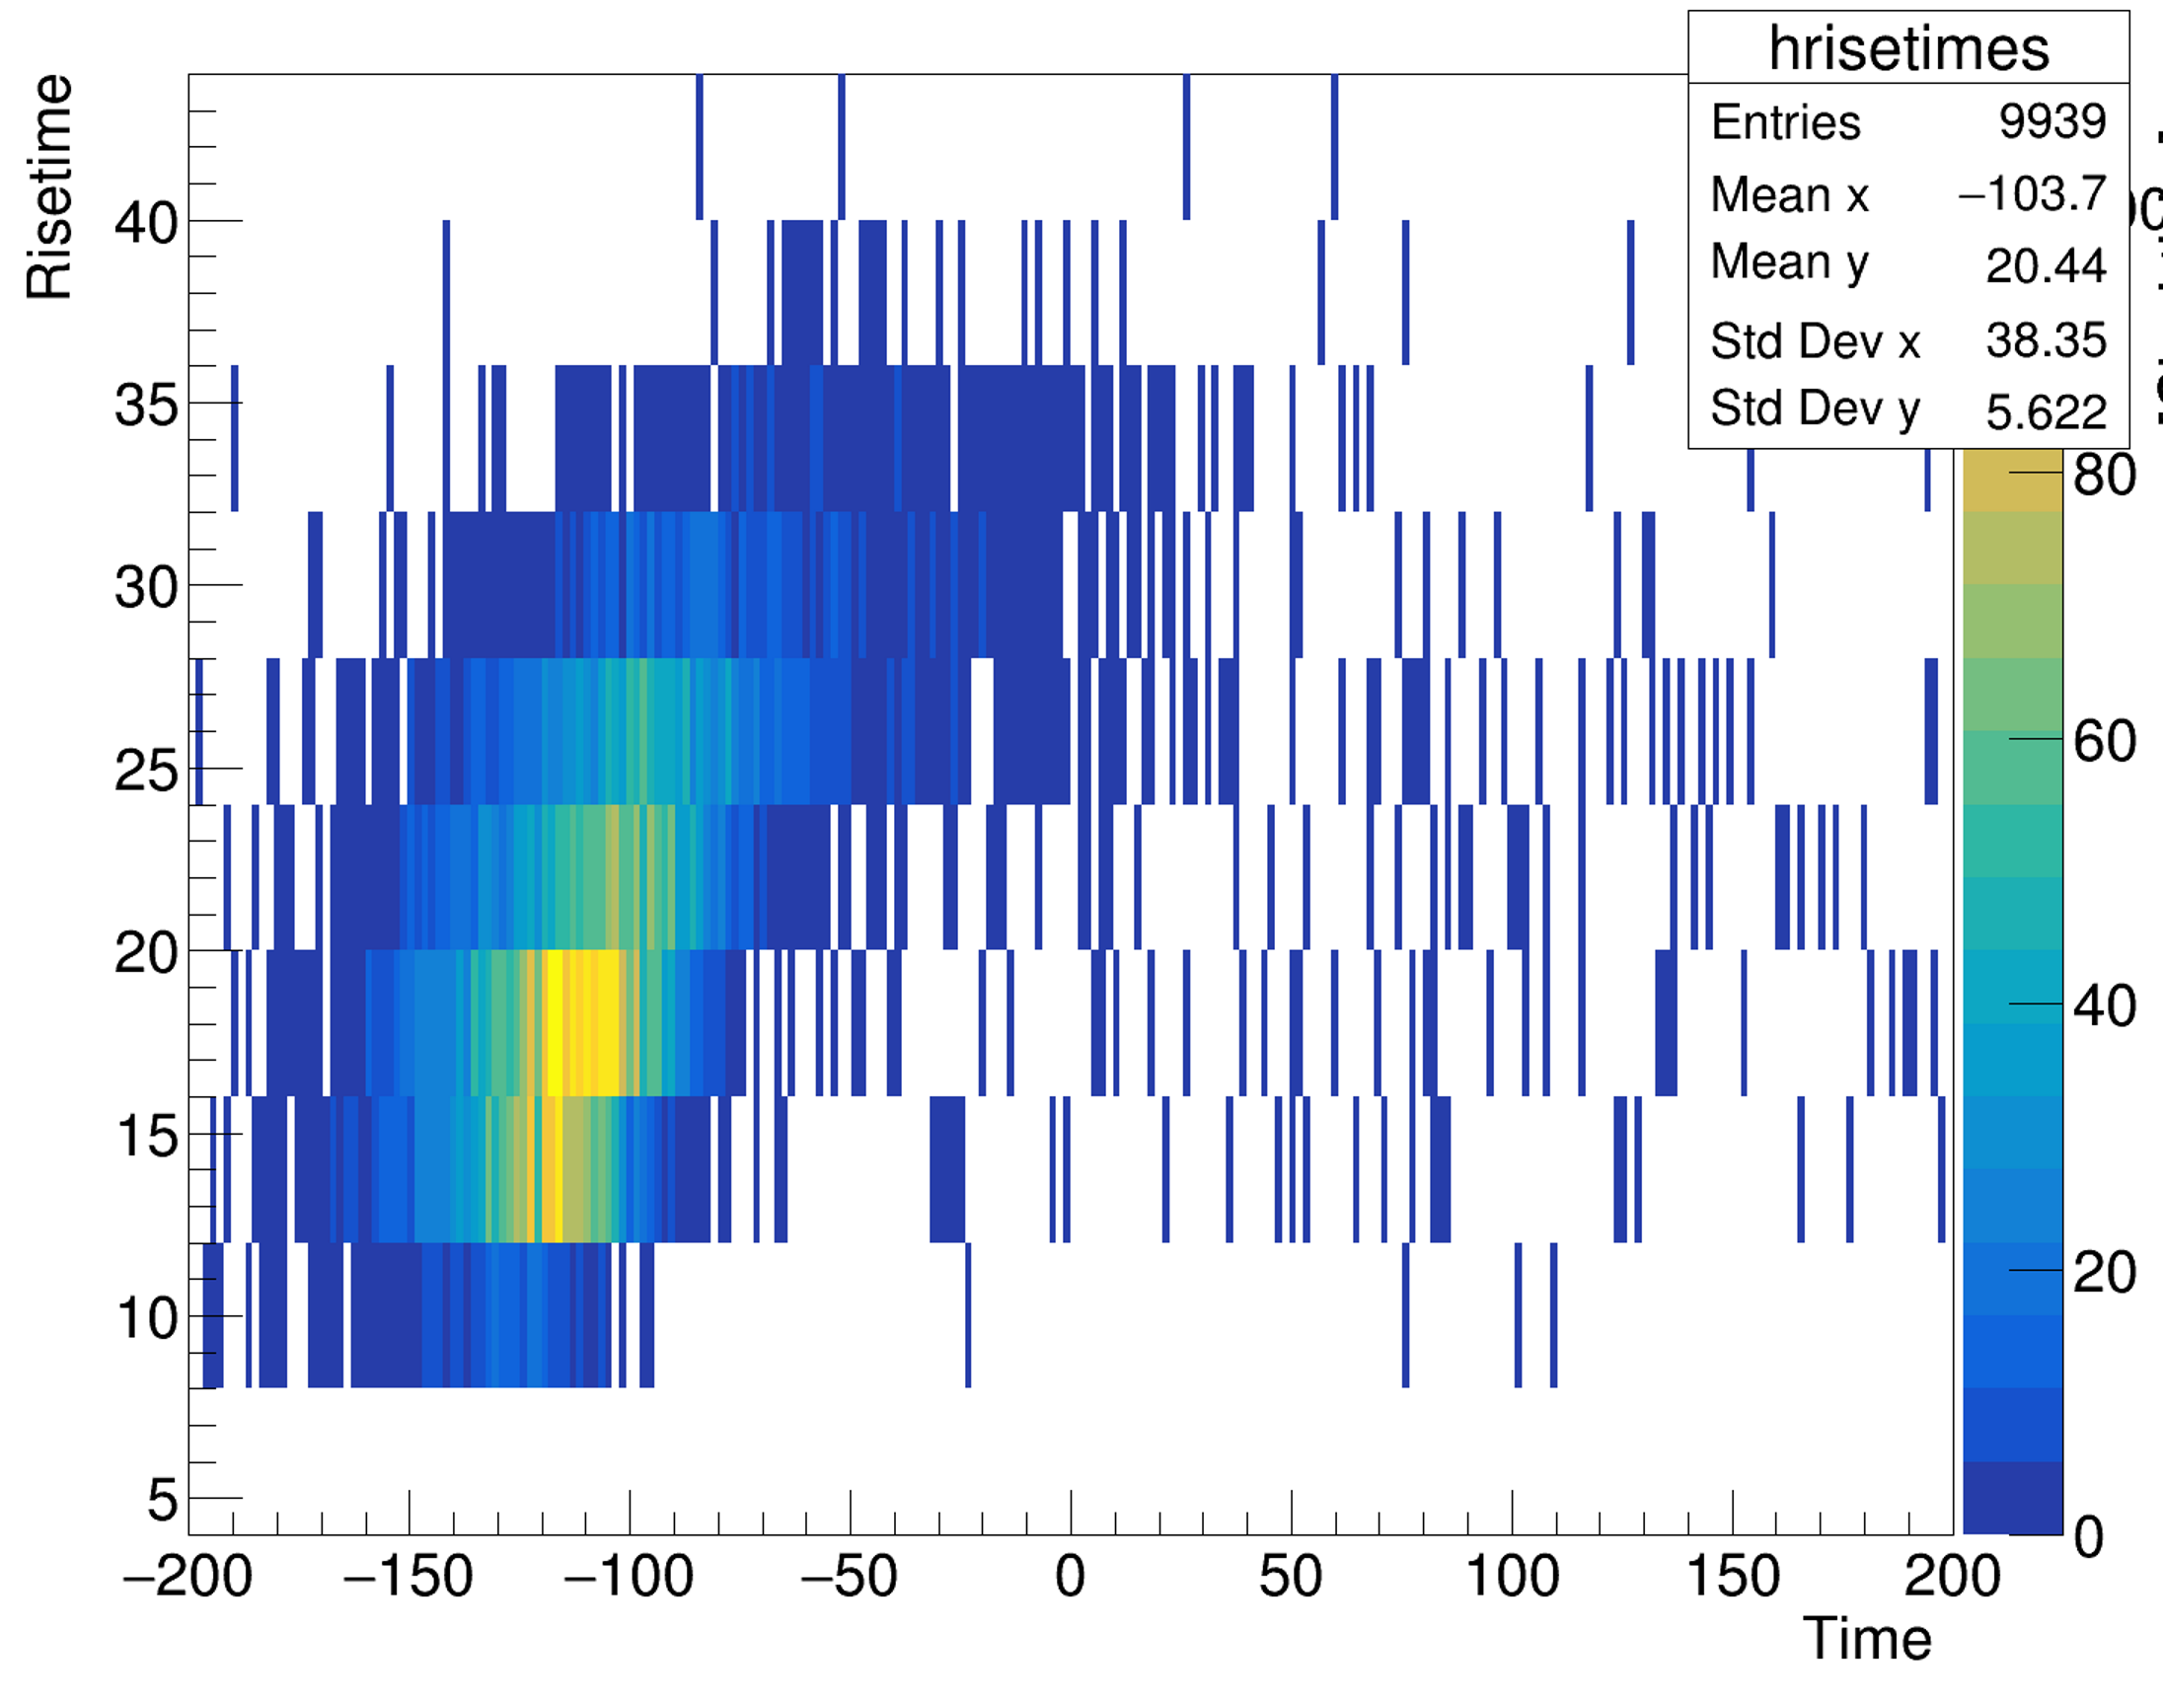 hrisetimes
Entries 9939
Mean x −103.7
Mean y 20.44
Std Dev x 38.35
Std Dev y 5.622
Risetime
40
35
30
25
20
15
10
5
−200 −150 −100 −50 0 50 100 150 200
Time
80
60
40
20
0